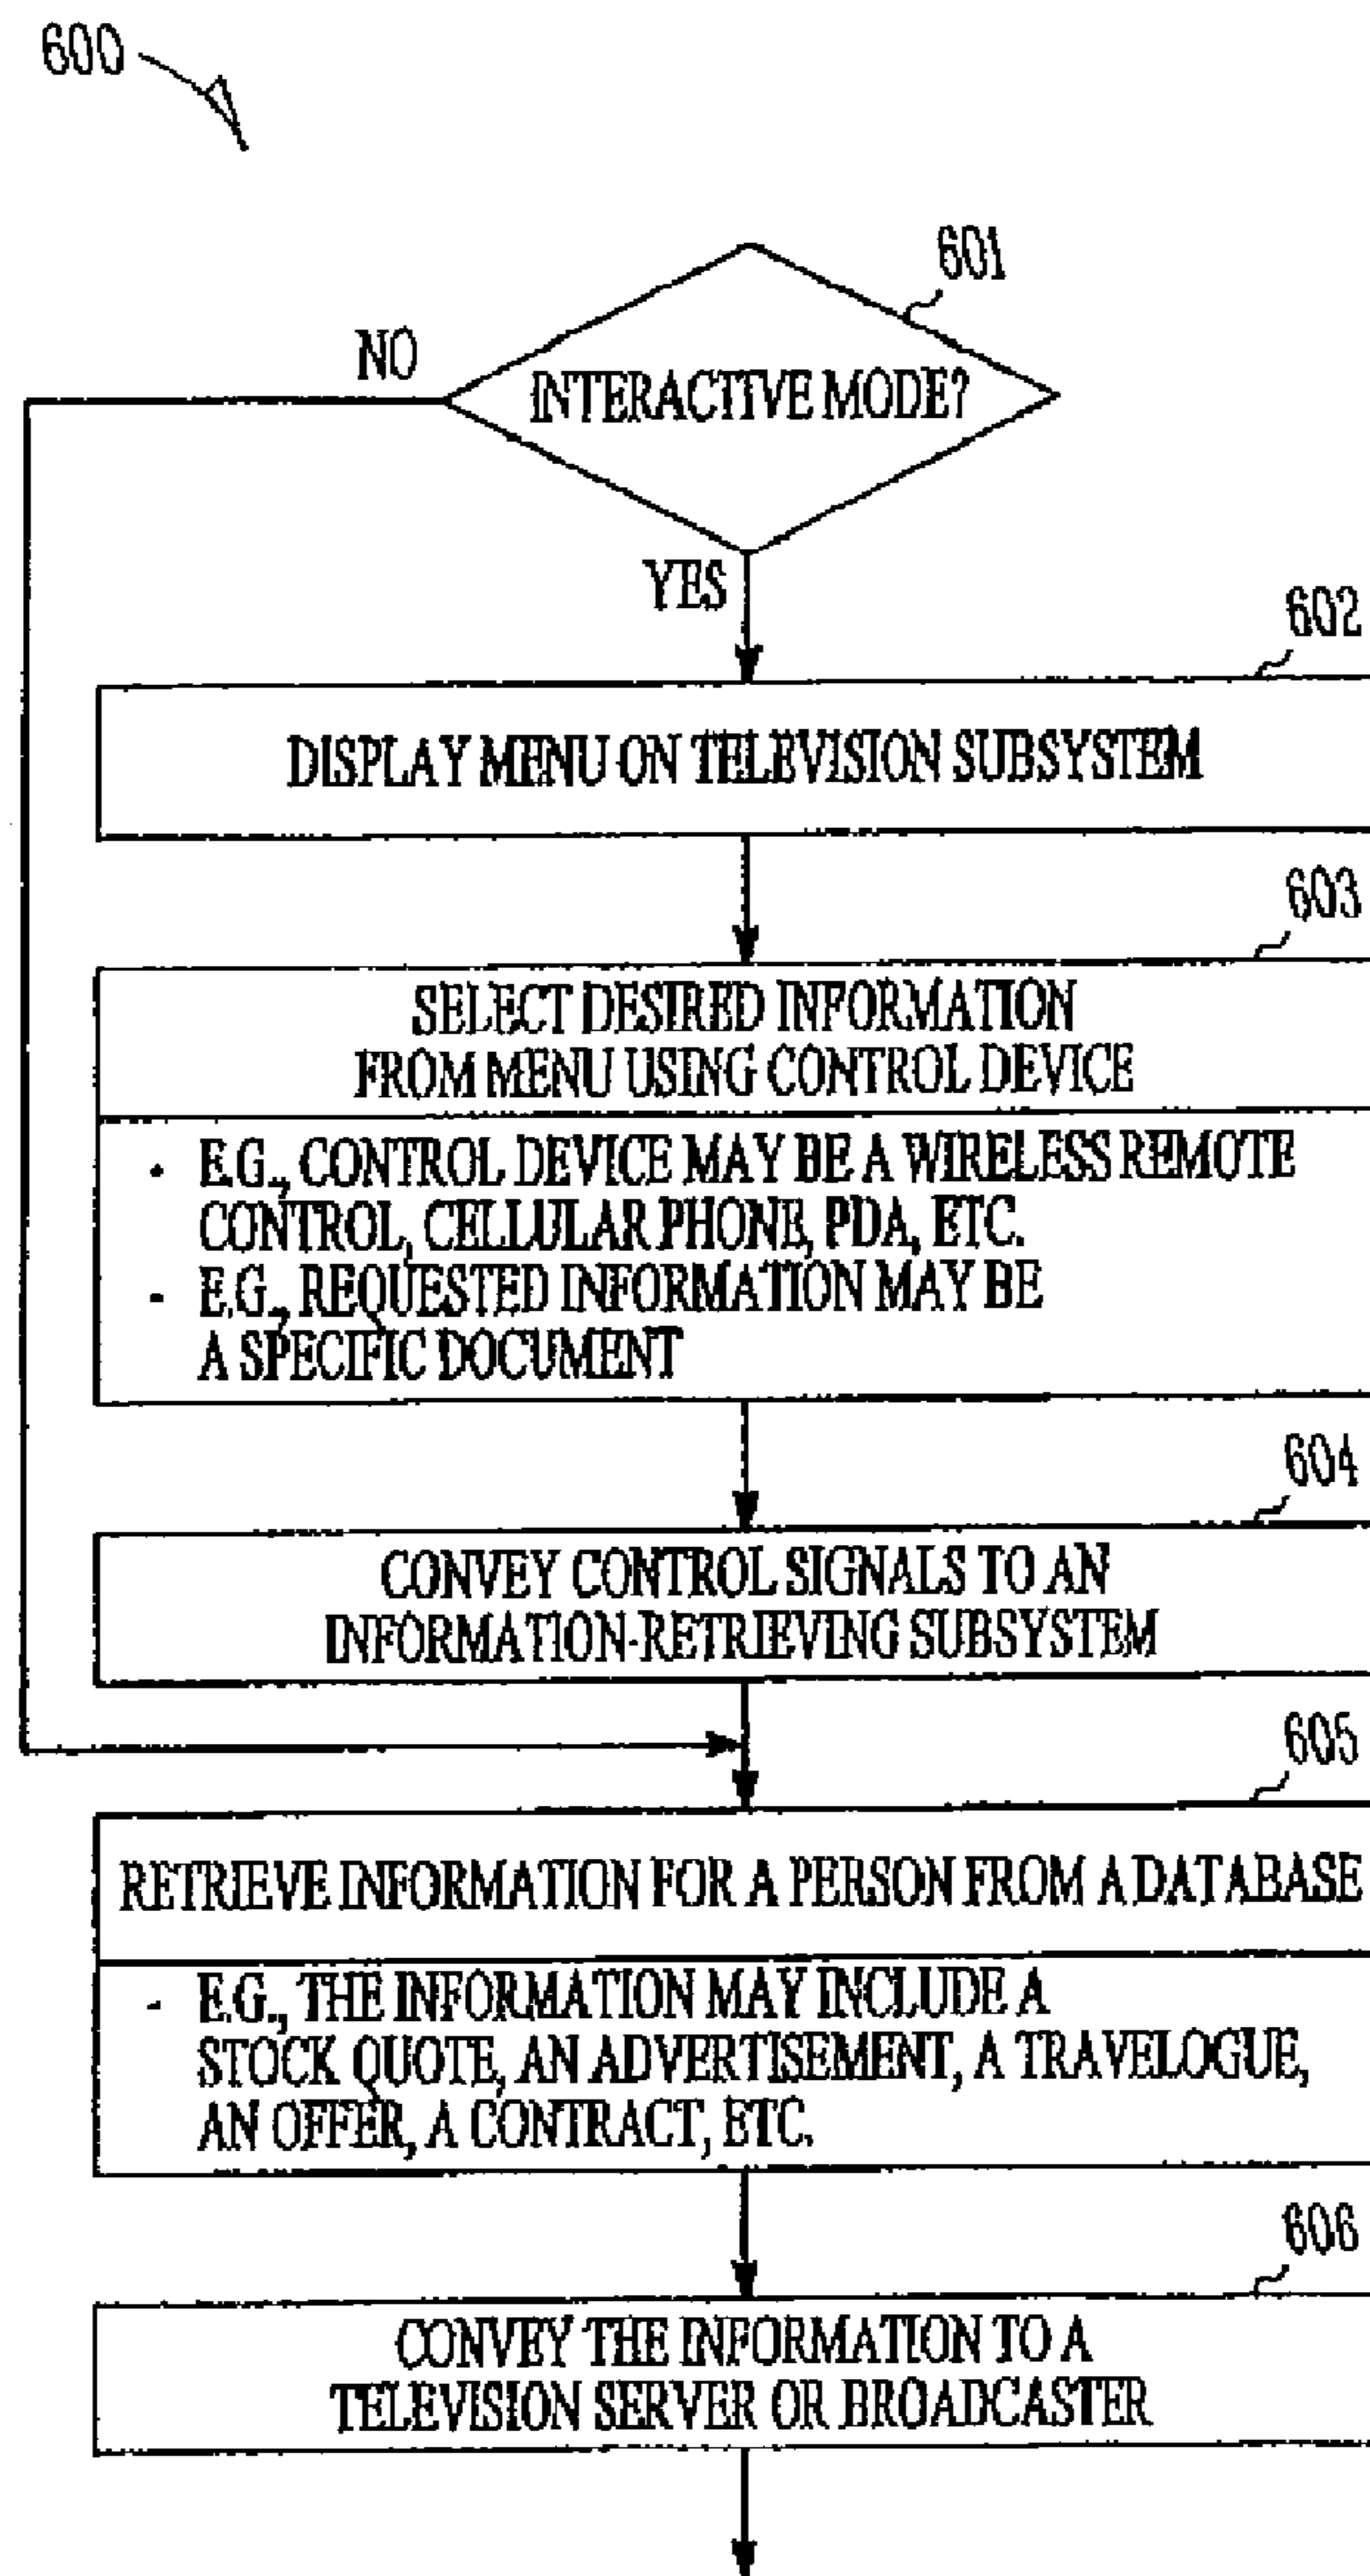 600
601
NO
INTERACTIVE MODE?
YES
602
DISPLAY MENU ON TELEVISION SUBSYSTEM
603
SELECT DESIRED INFORMATION
FROM MENU USING CONTROL DEVICE
• E.G., CONTROL DEVICE MAY BE A WIRELESS REMOTE
CONTROL, CELLULAR PHONE, PDA, ETC.
- E.G., REQUESTED INFORMATION MAY BE
A SPECIFIC DOCUMENT
604
CONVEY CONTROL SIGNALS TO AN
INFORMATION-RETRIEVING SUBSYSTEM
605
RETRIEVE INFORMATION FOR A PERSON FROM A DATABASE
- E.G., THE INFORMATION MAY INCLUDE A
STOCK QUOTE, AN ADVERTISEMENT, A TRAVELOGUE,
AN OFFER, A CONTRACT, ETC.
606
CONVEY THE INFORMATION TO A
TELEVISION SERVER OR BROADCASTER